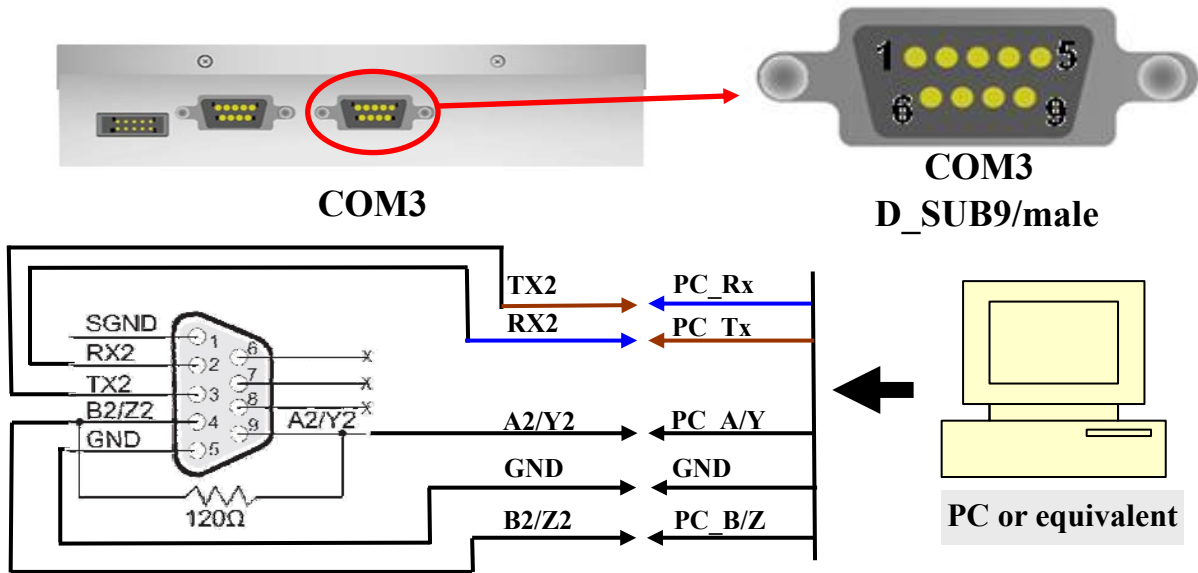 1 5
6 9
COM3
COM3
D_SUB9/male
TX2 PC_Rx
RX2 PC_Tx
SGND 1 6 x
RX2 2 7 x
TX2 3 8 x
B2/Z2 4 9 A2/Y2
GND 5
120Ω
A2/Y2 PC_A/Y
GND GND
B2/Z2 PC_B/Z
PC or equivalent